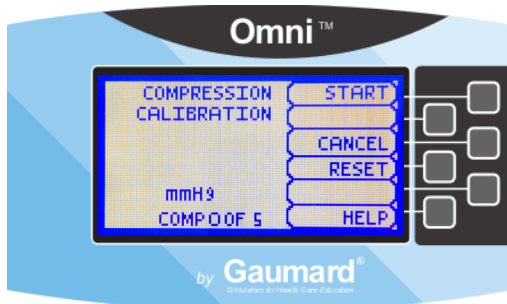 Omni™
COMPRESSION
CALIBRATION
START
CANCEL
RESET
mmHg
COMP 0 OF 5
HELP
by Gaumard®
Simulators for Health Care Education